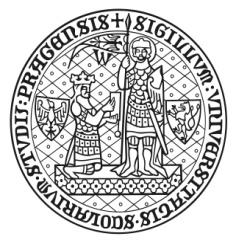 SIGILLVM : VNIVERSITATIS : SCOLARIVM : STVDII : PRAGENSIS +
W